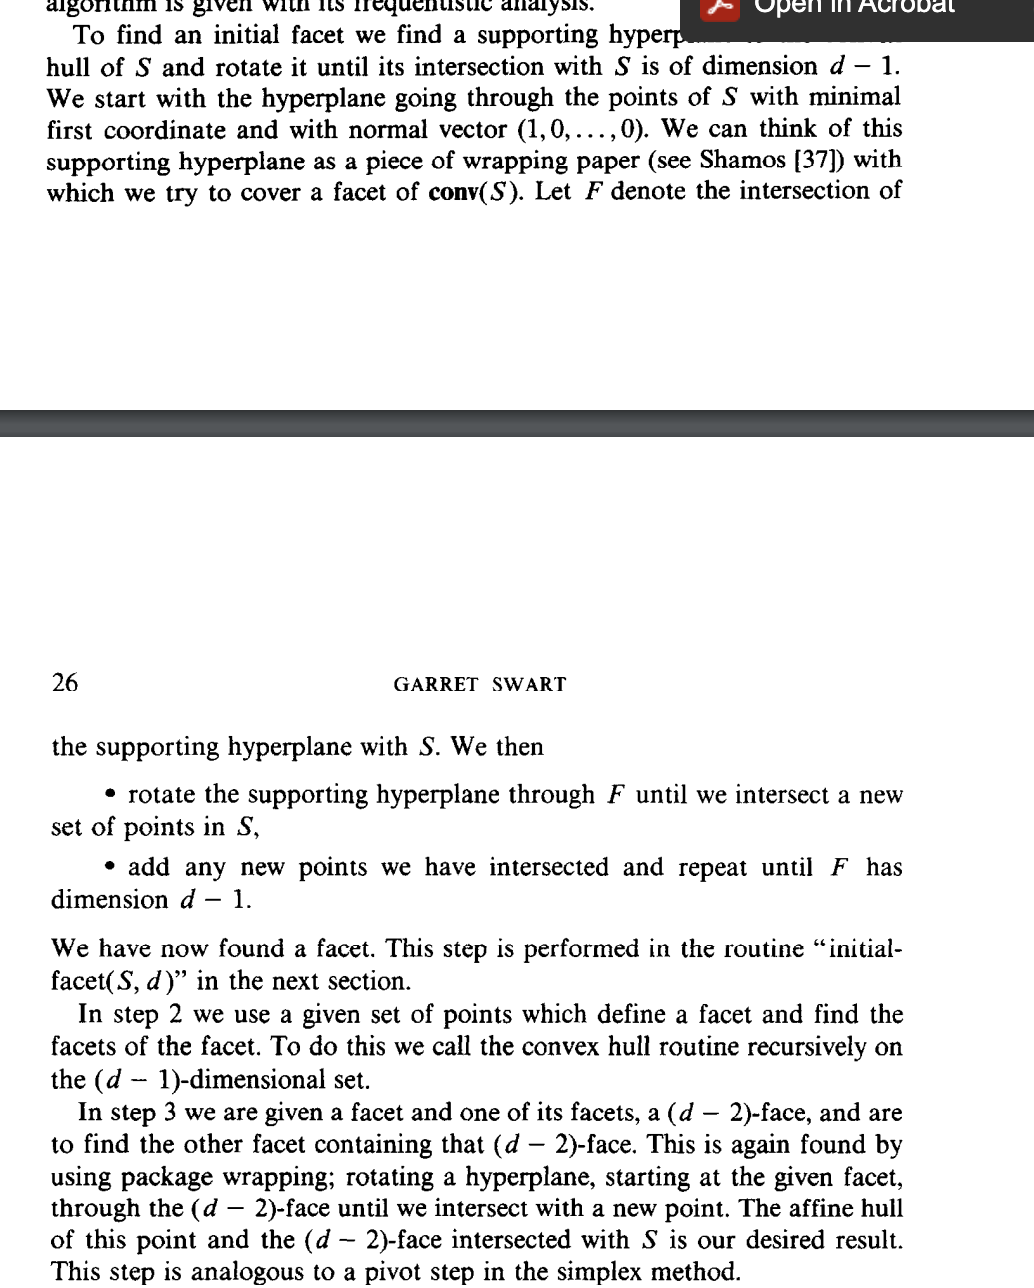 algorithm is given with its frequentistic analysis.
Open in Acrobat
To find an initial facet we find a supporting
hull of S and rotate it until its intersection with S is of dimension d − 1.
We start with the hyperplane going through the points of S with minimal
first coordinate and with normal vector (1, 0, . . . , 0). We can think of this
supporting hyperplane as a piece of wrapping paper (see Shamos [37]) with
which we try to cover a facet of conv(S). Let F denote the intersection of
26 GARRET SWART
the supporting hyperplane with S. We then
• rotate the supporting hyperplane through F until we intersect a new
set of points in S,
• add any new points we have intersected and repeat until F has
dimension d − 1.
We have now found a facet. This step is performed in the routine “initial-
facet(S, d)” in the next section.
In step 2 we use a given set of points which define a facet and find the
facets of the facet. To do this we call the convex hull routine recursively on
the (d − 1)-dimensional set.
In step 3 we are given a facet and one of its facets, a (d − 2)-face, and are
to find the other facet containing that (d − 2)-face. This is again found by
using package wrapping; rotating a hyperplane, starting at the given facet,
through the (d − 2)-face until we intersect with a new point. The affine hull
of this point and the (d − 2)-face intersected with S is our desired result.
This step is analogous to a pivot step in the simplex method.